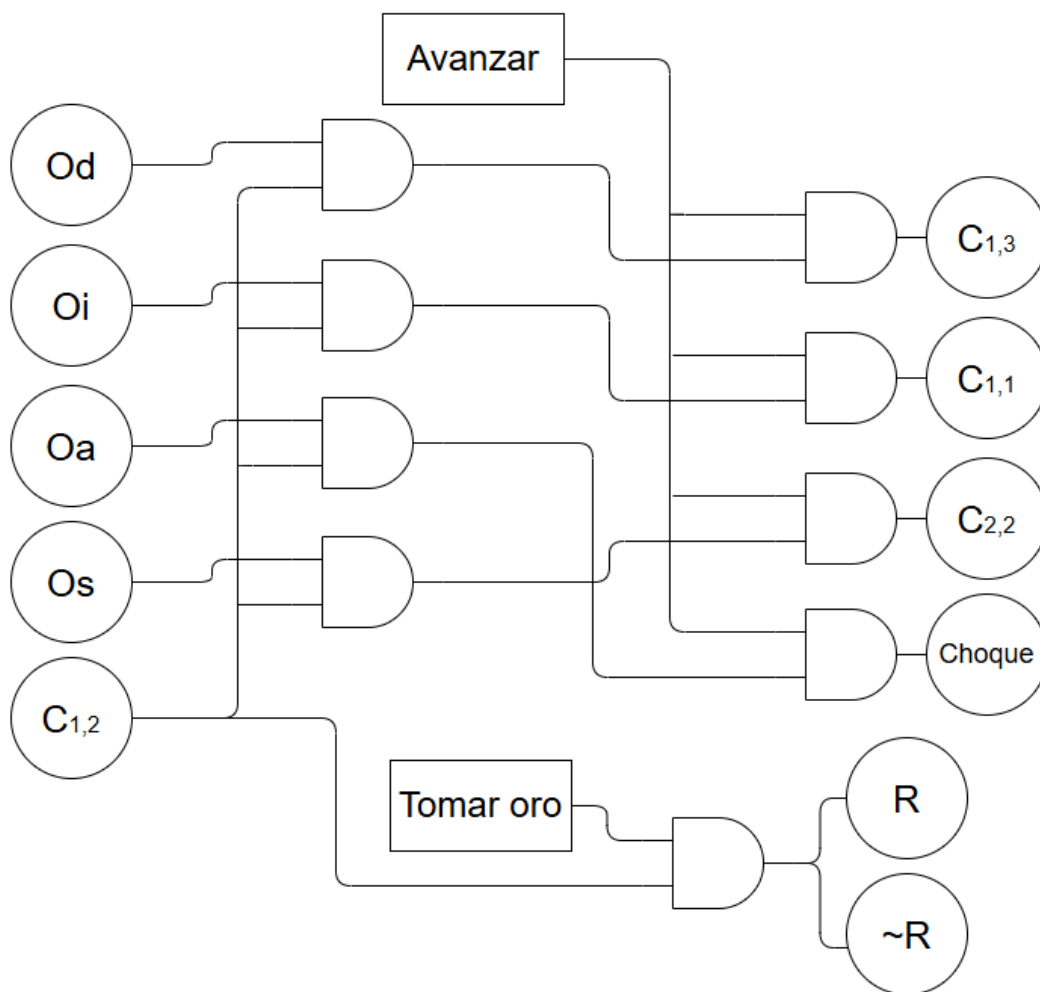 Avanzar
Od
Oi
Oa
Os
C1,2
C1,3
C1,1
C2,2
Choque
Tomar oro
R
~R